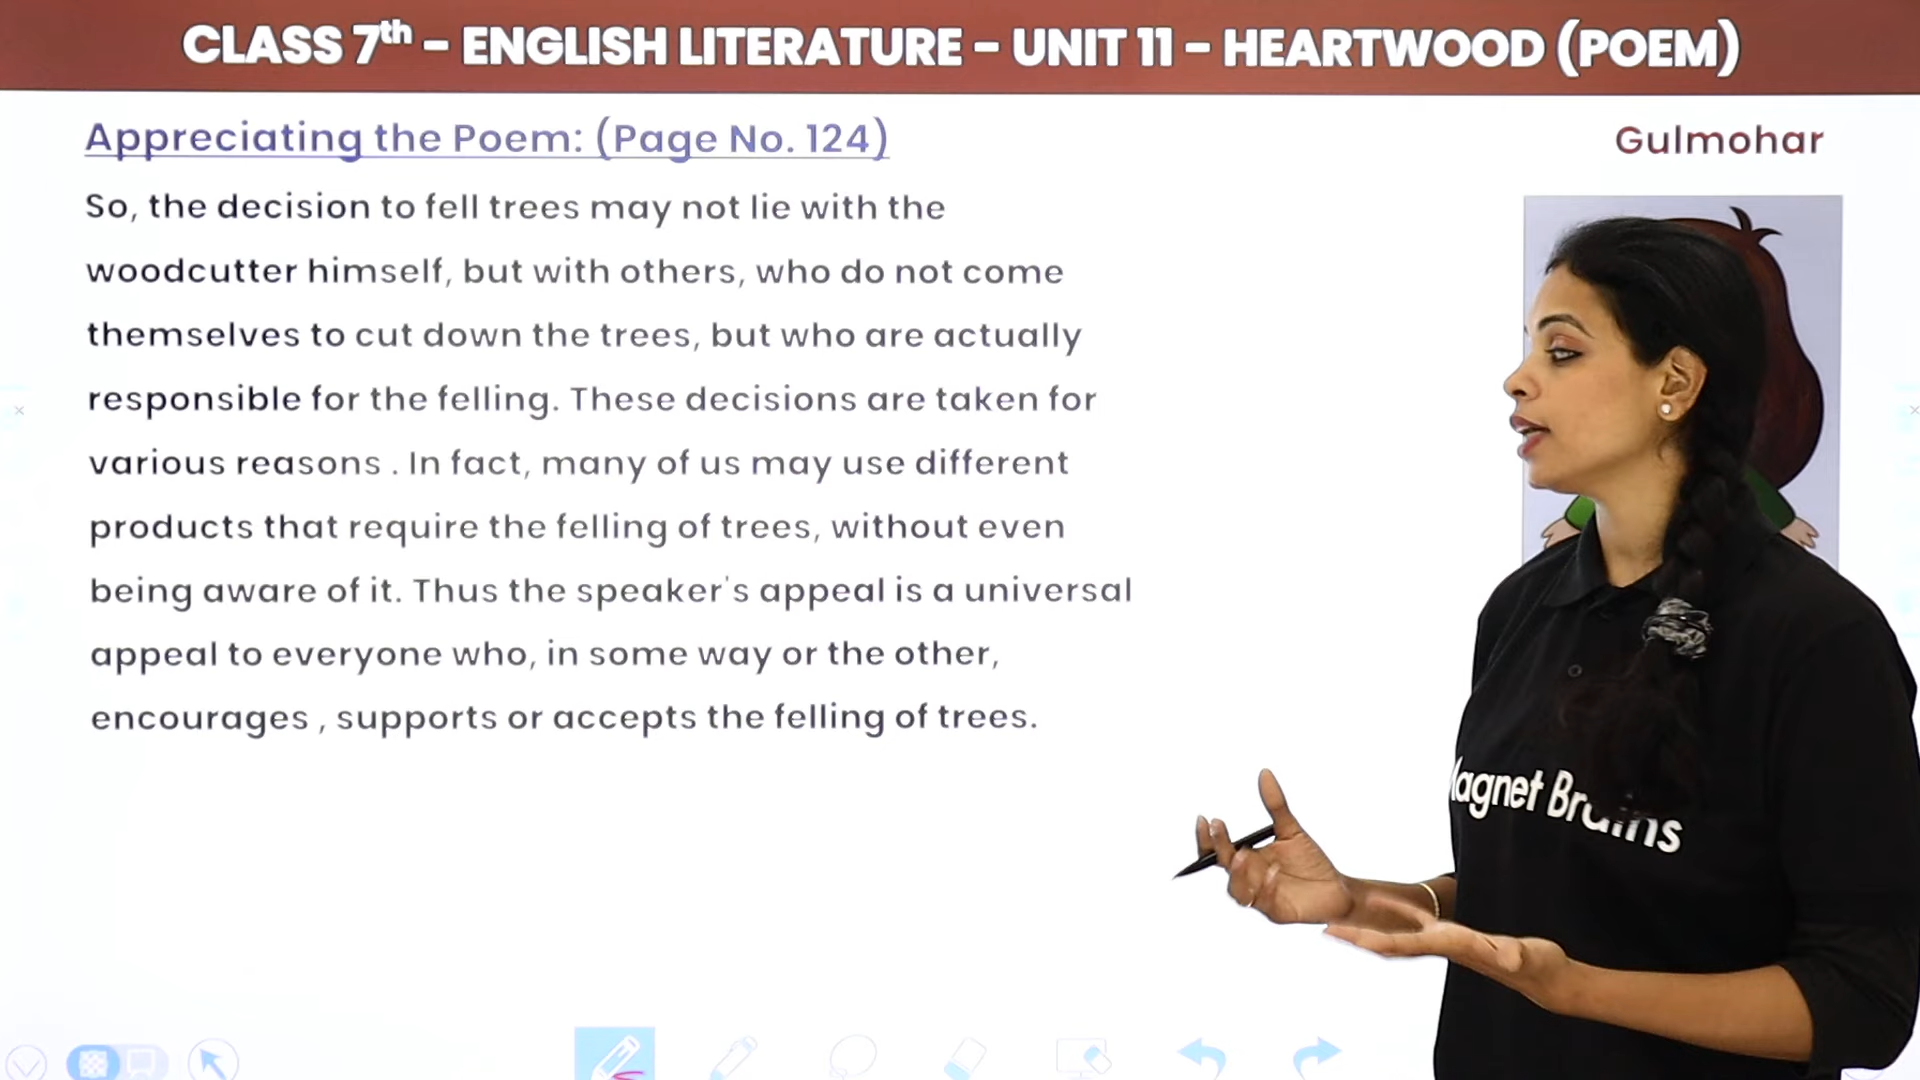 CLASS 7th - ENGLISH LITERATURE - UNIT 11 - HEARTWOOD (POEM)
Appreciating the Poem: (Page No. 124)
Gulmohar
So, the decision to fell trees may not lie with the
woodcutter himself, but with others, who do not come
themselves to cut down the trees, but who are actually
responsible for the felling. These decisions are taken for
various reasons . In fact, many of us may use different
products that require the felling of trees, without even
being aware of it. Thus the speaker's appeal is a universal
appeal to everyone who, in some way or the other,
encourages , supports or accepts the felling of trees.
Magnet Brains